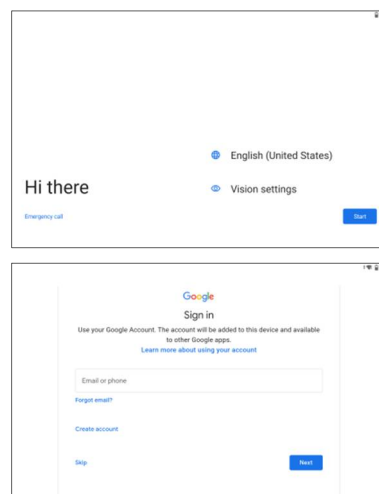 English (United States)
Hi there
Vision settings
Emergency call
Start
Google
Sign in
Use your Google Account. The account will be added to this device and available
to other Google apps.
Learn more about using your account
Email or phone
Forgot email?
Create account
Skip
Next